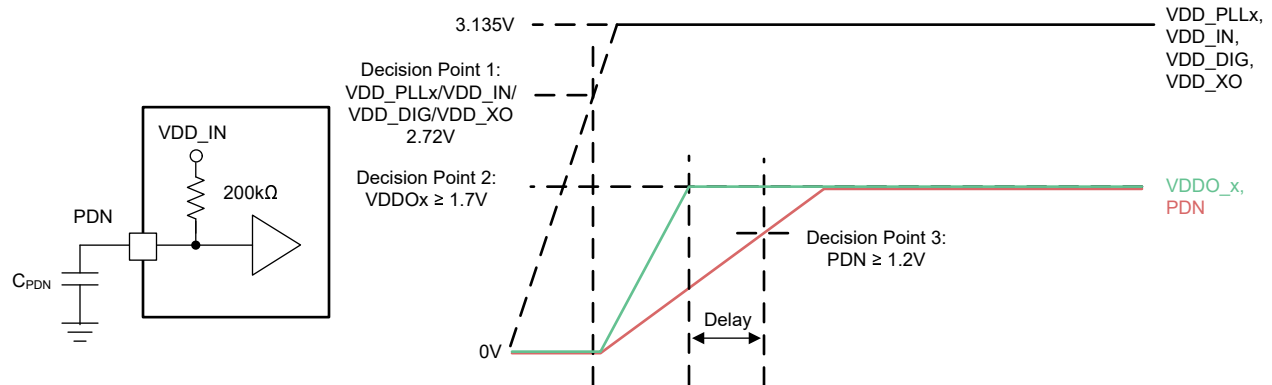 VDD_IN
200kΩ
PDN
CPDN
3.135V
Decision Point 1:
VDD_PLLx/VDD_IN/
VDD_DIG/VDD_XO
2.72V
Decision Point 2:
VDDOx ≥ 1.7V
0V
Delay
Decision Point 3:
PDN ≥ 1.2V
VDD_PLLx,
VDD_IN,
VDD_DIG,
VDD_XO
VDDO_x,
PDN